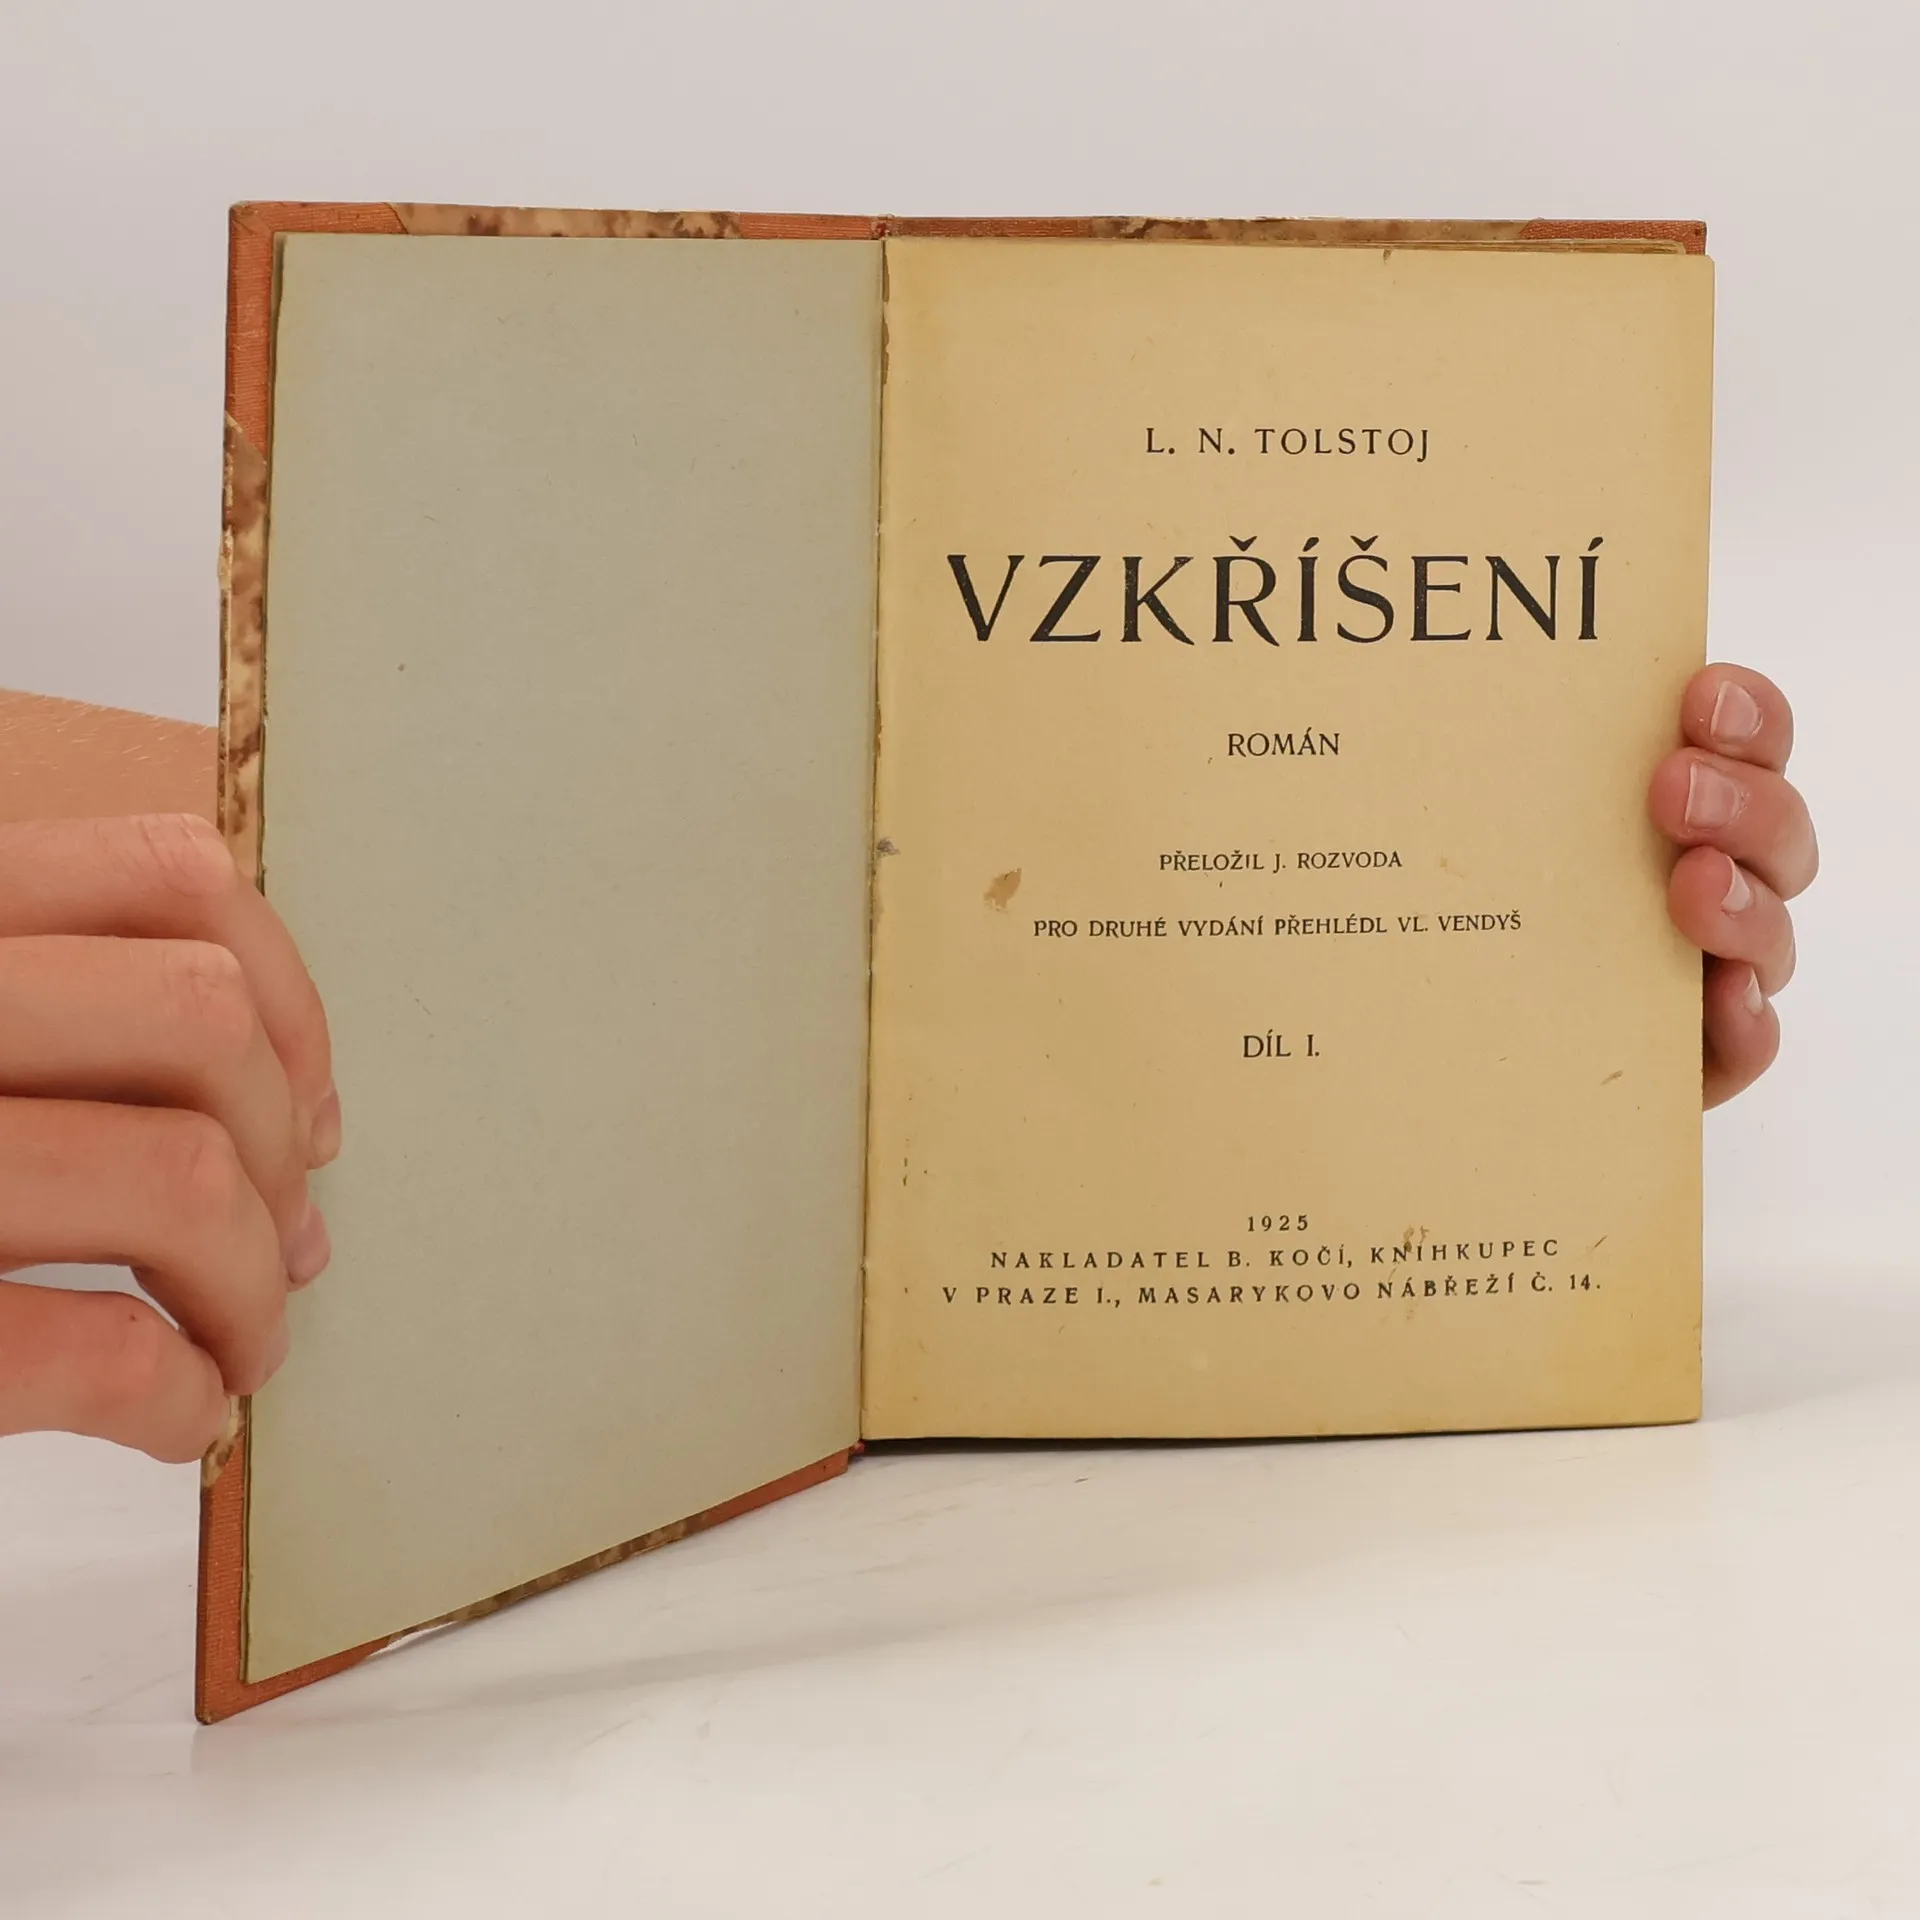 L. N. TOLSTOJ
VZKŘÍŠENÍ
ROMÁN
PŘELOŽIL J. ROZVODA
PRO DRUHÉ VYDÁNÍ PŘEHLÉDL VL. VENDYŠ
DÍL I.
1925
NAKLADATEL B. KOČÍ, KNIHKUPEC
V PRAZE I., MASARYKOVO NÁBŘEŽÍ Č. 14.